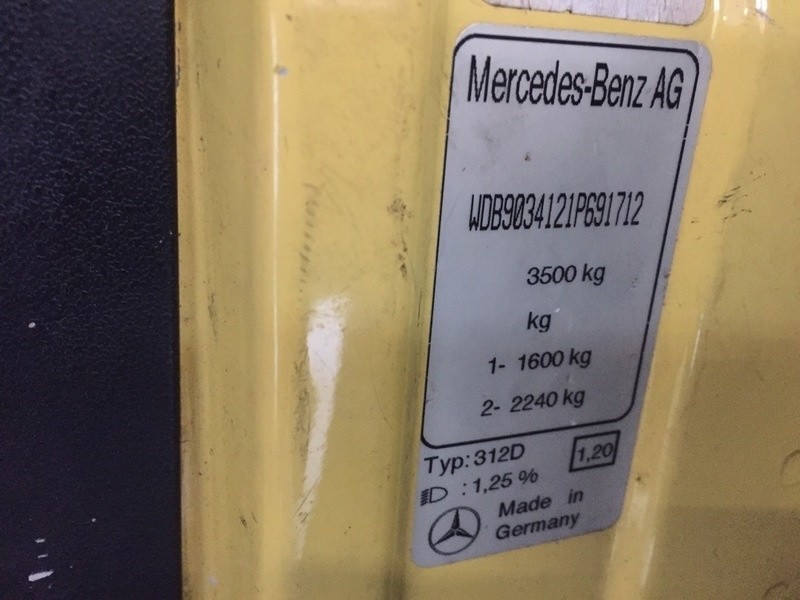 Mercedes-Benz AG
WDB9034121P691712
3500 kg
kg
1- 1600 kg
2- 2240 kg
Typ: 312D 1,20
: 1,25 %
Made in
Germany